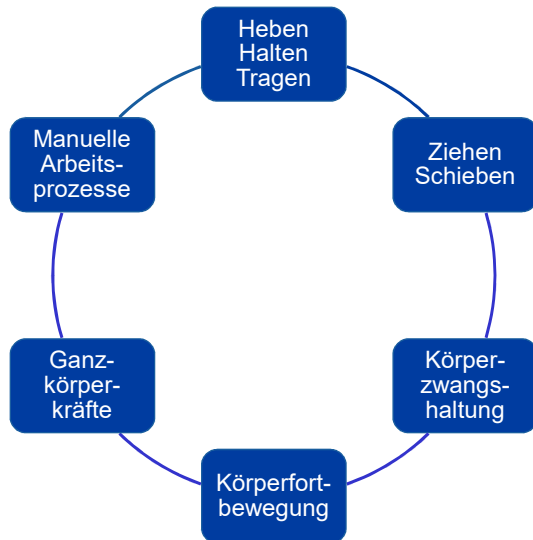 Heben
Halten
Tragen
Ziehen
Schieben
Körper-
zwangs-
haltung
Körperfort-
bewegung
Ganz-
körper-
kräfte
Manuelle
Arbeits-
prozesse